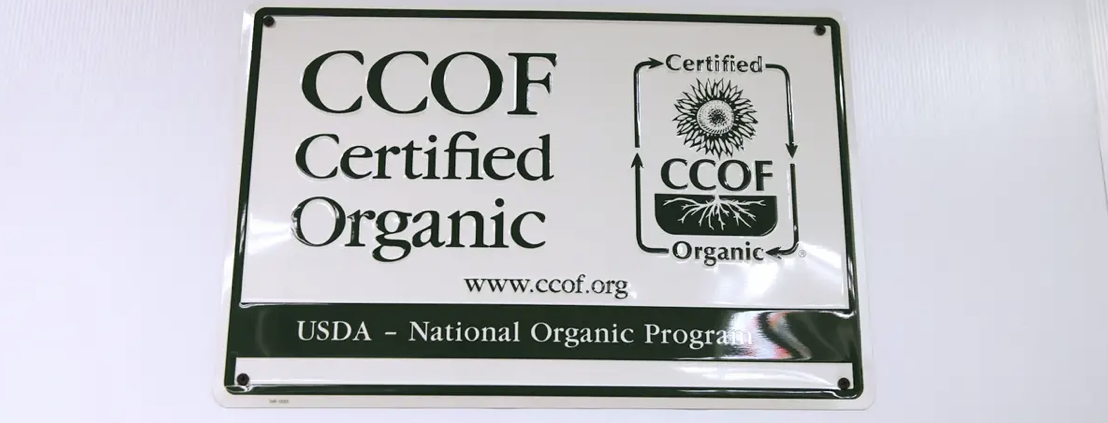 CCOF
Certified
Organic
www.ccof.org
USDA – National Organic Program
Certified
CCOF
Organic
®